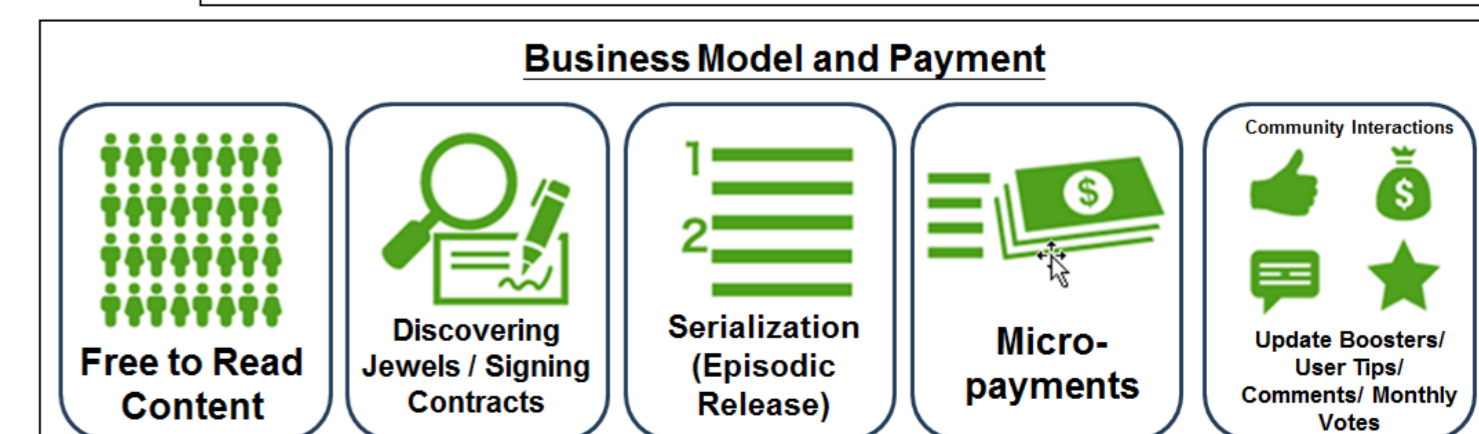 Business Model and Payment
Free to Read
Content
Discovering
Jewels / Signing
Contracts
1
2
Serialization
(Episodic
Release)
$
Micro-
payments
Community Interactions
$
Update Boosters/
User Tips/
Comments/ Monthly
Votes